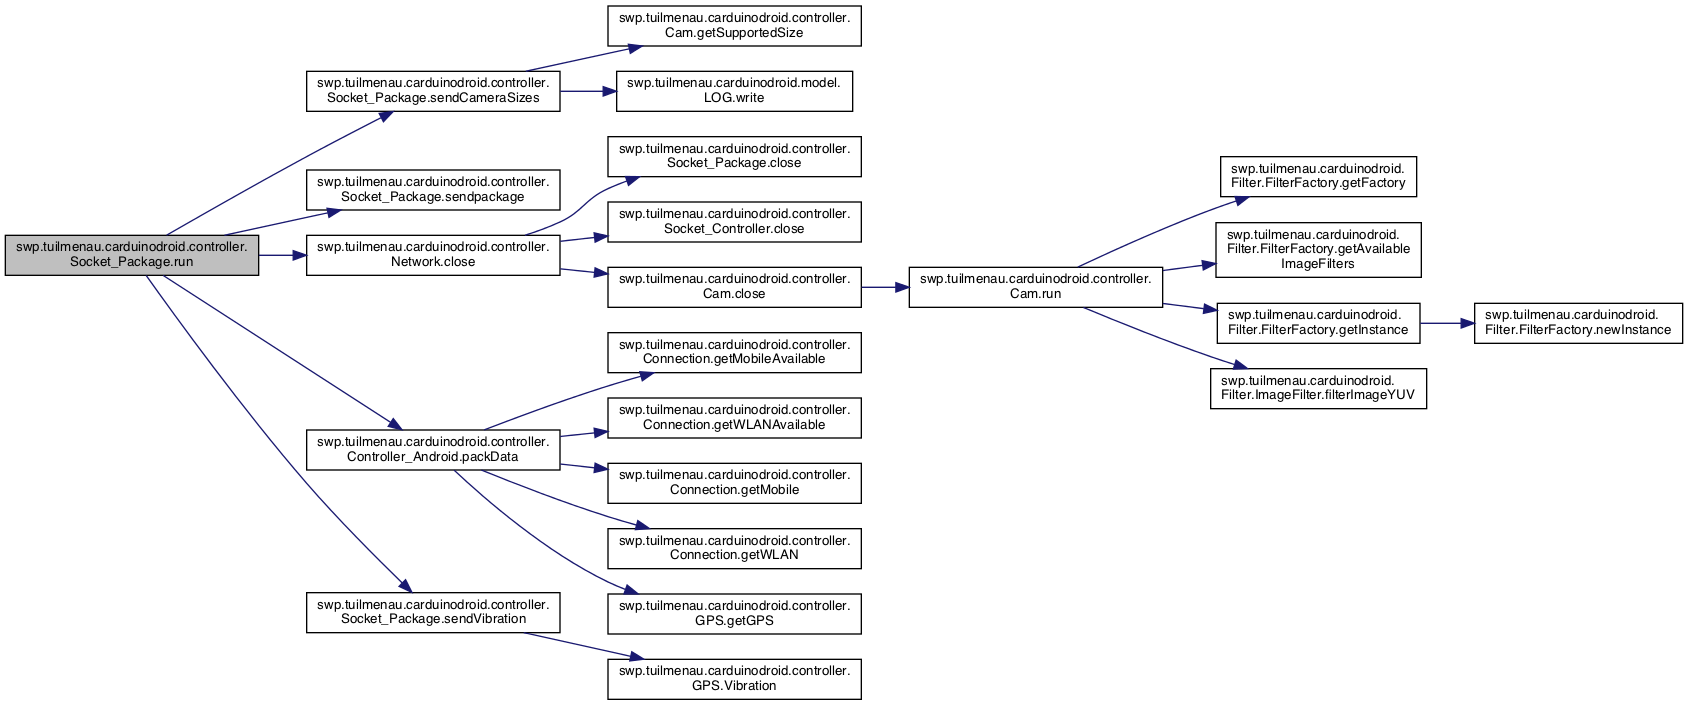 swp.tuilmenau.carduinodroid.controller.
Socket_Package.run
swp.tuilmenau.carduinodroid.controller.
Socket_Package.sendCameraSizes
swp.tuilmenau.carduinodroid.controller.
Socket_Package.sendpackage
swp.tuilmenau.carduinodroid.controller.
Network.close
swp.tuilmenau.carduinodroid.controller.
Controller_Android.packData
swp.tuilmenau.carduinodroid.controller.
Socket_Package.sendVibration
swp.tuilmenau.carduinodroid.controller.
Cam.getSupportedSize
swp.tuilmenau.carduinodroid.model.
LOG.write
swp.tuilmenau.carduinodroid.controller.
Socket_Package.close
swp.tuilmenau.carduinodroid.controller.
Socket_Controller.close
swp.tuilmenau.carduinodroid.controller.
Cam.close
swp.tuilmenau.carduinodroid.controller.
Connection.getMobileAvailable
swp.tuilmenau.carduinodroid.controller.
Connection.getWLANAvailable
swp.tuilmenau.carduinodroid.controller.
Connection.getMobile
swp.tuilmenau.carduinodroid.controller.
Connection.getWLAN
swp.tuilmenau.carduinodroid.controller.
GPS.getGPS
swp.tuilmenau.carduinodroid.controller.
GPS.Vibration
swp.tuilmenau.carduinodroid.controller.
Cam.run
swp.tuilmenau.carduinodroid.
Filter.FilterFactory.getFactory
swp.tuilmenau.carduinodroid.
Filter.FilterFactory.getAvailable
ImageFilters
swp.tuilmenau.carduinodroid.
Filter.FilterFactory.getInstance
swp.tuilmenau.carduinodroid.
Filter.ImageFilter.filterImageYUV
swp.tuilmenau.carduinodroid.
Filter.FilterFactory.newInstance